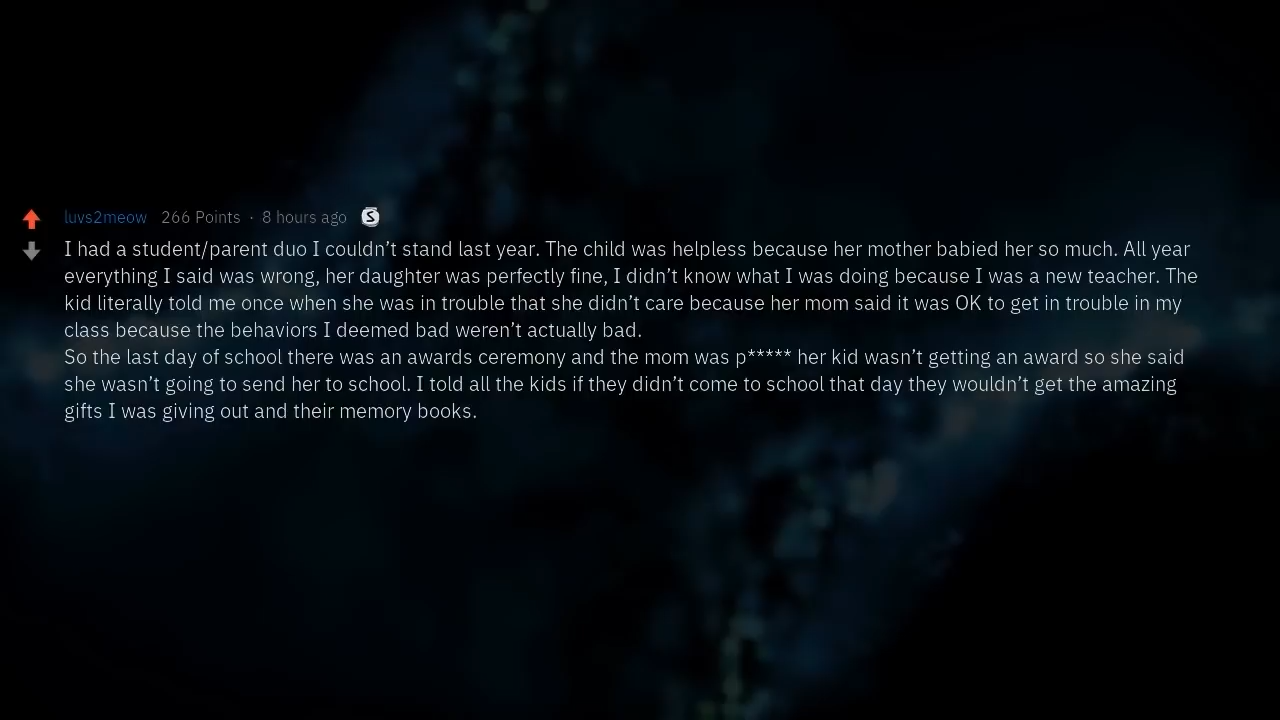 luvs2meow 266 Points · 8 hours ago S
I had a student/parent duo I couldn’t stand last year. The child was helpless because her mother babied her so much. All year
everything I said was wrong, her daughter was perfectly fine, I didn’t know what I was doing because I was a new teacher. The
kid literally told me once when she was in trouble that she didn’t care because her mom said it was OK to get in trouble in my
class because the behaviors I deemed bad weren’t actually bad.
So the last day of school there was an awards ceremony and the mom was p***** her kid wasn’t getting an award so she said
she wasn’t going to send her to school. I told all the kids if they didn’t come to school that day they wouldn’t get the amazing
gifts I was giving out and their memory books.